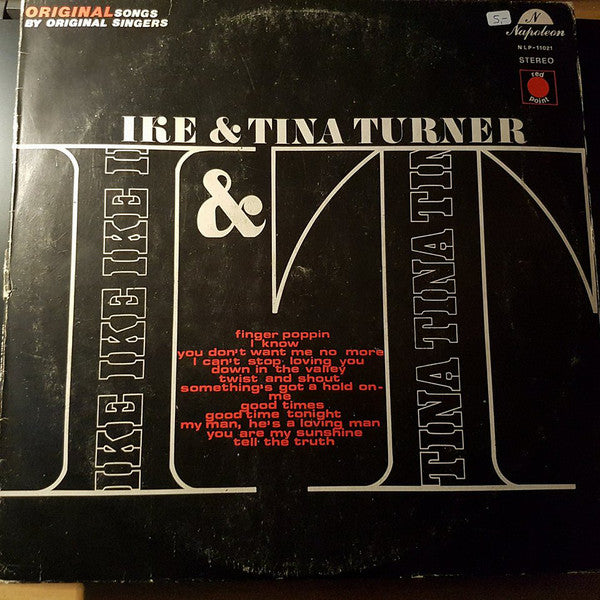 ORIGINAL SONGS
BY ORIGINAL SINGERS
5,-
N
Napoleon
NLP-11021
STEREO
red
point
IKE & TINA TURNER
I & T
IKE IKE IKE II
TINA TINA TIN
finger poppin
I know
you don't want me no more
I can't stop loving you
down in the valley
twist and shout
something's got a hold on-
me
good times
good time tonight
my man, he's a loving man
you are my sunshine
tell the truth